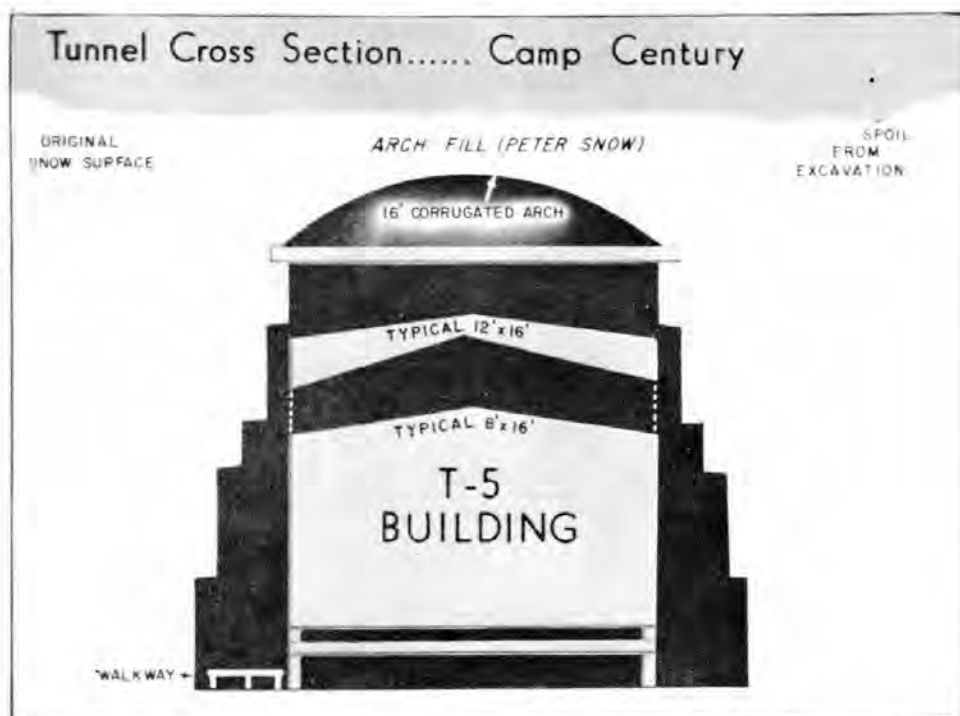 Tunnel Cross Section...... Camp Century
ORIGINAL
SNOW SURFACE
ARCH FILL (PETER SNOW)
SPOIL
FROM
EXCAVATION
16' CORRUGATED ARCH
TYPICAL 12'x16'
TYPICAL 8'x16'
T-5
BUILDING
WALKWAY